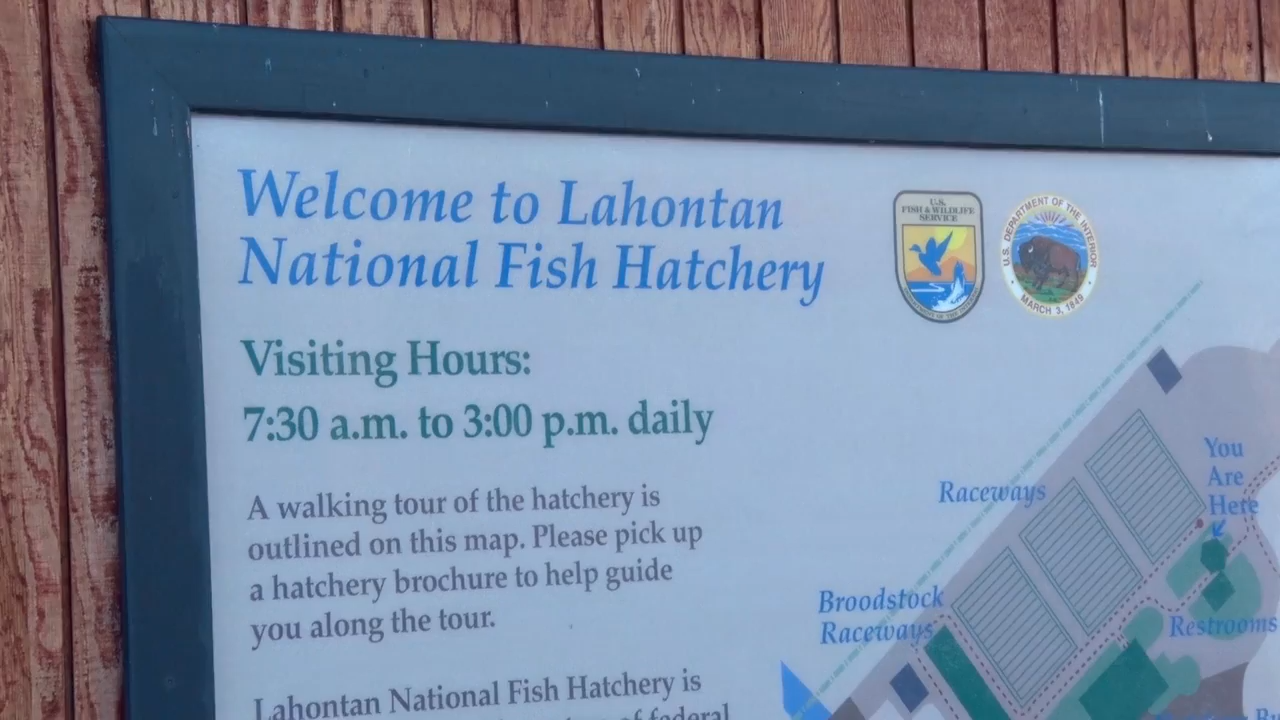 Welcome to Lahontan
National Fish Hatchery
U.S.
FISH & WILDLIFE
SERVICE
U.S. DEPARTMENT OF THE INTERIOR
MARCH 3, 1849
Visiting Hours:
7:30 a.m. to 3:00 p.m. daily
A walking tour of the hatchery is
outlined on this map. Please pick up
a hatchery brochure to help guide
you along the tour.
Lahontan National Fish Hatchery is
of federal
Raceways
You
Are
Here
Broodstock
Raceways
Restrooms